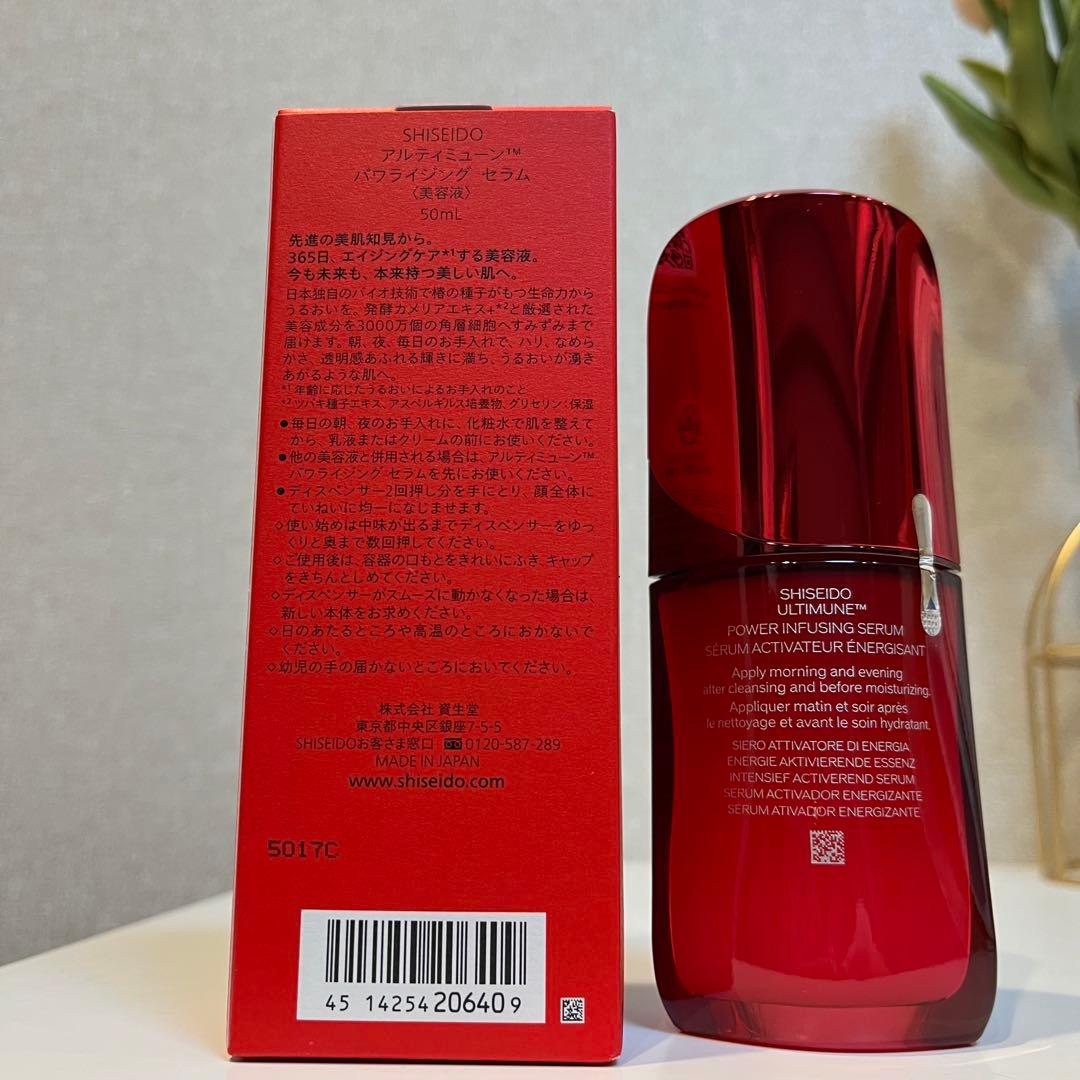 SHISEIDO
アルティミューン™
パワライジング セラム
〈美容液〉
50mL
先進の美肌知見から。
365日、エイジングケア*1する美容液。
今も未来も、本来持つ美しい肌へ。
日本独自のバイオ技術で椿の種子がもつ生命力から
うるおいを。発酵カメリアエキス+*2と厳選された
美容成分を3000万個の角層細胞へすみずみまで
届けます。朝、夜、毎日のお手入れで、ハリ、なめら
かさ、透明感あふれる輝きに満ち、うるおいが湧き
あがるような肌へ。
*1 年齢に応じたうるおいによるお手入れのこと
*2 ツバキ種子エキス、アスペルギルス培養物、グリセリン:保湿
●毎日の朝、夜のお手入れに、化粧水で肌を整えて
から、乳液またはクリームの前にお使いください。
●他の美容液と併用される場合は、アルティミューン™
パワライジング セラムを先にお使いください。
●ディスペンサー2回押し分を手にとり、顔全体に
ていねいに均一になじませます。
◇使い始めは中味が出るまでディスペンサーをゆっ
くりと奥まで数回押してください。
◇ご使用後は、容器の口もとをきれいにふき、キャップ
をきちんとしめてください。
◇ディスペンサーがスムーズに動かなくなった場合は、
新しい本体をお求めください。
◇日のあたるところや高温のところにおかないで
ください。
◇幼児の手の届かないところにおいてください。
株式会社 資生堂
東京都中央区銀座7-5-5
SHISEIDOお客さま窓口 0120-587-289
MADE IN JAPAN
www.shiseido.com
5017C
45 14254 20640 9
SHISEIDO
ULTIMUNE™
POWER INFUSING SERUM
SÉRUM ACTIVATEUR ÉNERGISANT
Apply morning and evening
after cleansing and before moisturizing.
Appliquer matin et soir après
le nettoyage et avant le soin hydratant.
SIERO ATTIVATORE DI ENERGIA
ENERGIE AKTIVIERENDE ESSENZ
INTENSIEF ACTIVEREND SERUM
SERUM ACTIVADOR ENERGIZANTE
SÉRUM ATIVADOR ENERGIZANTE